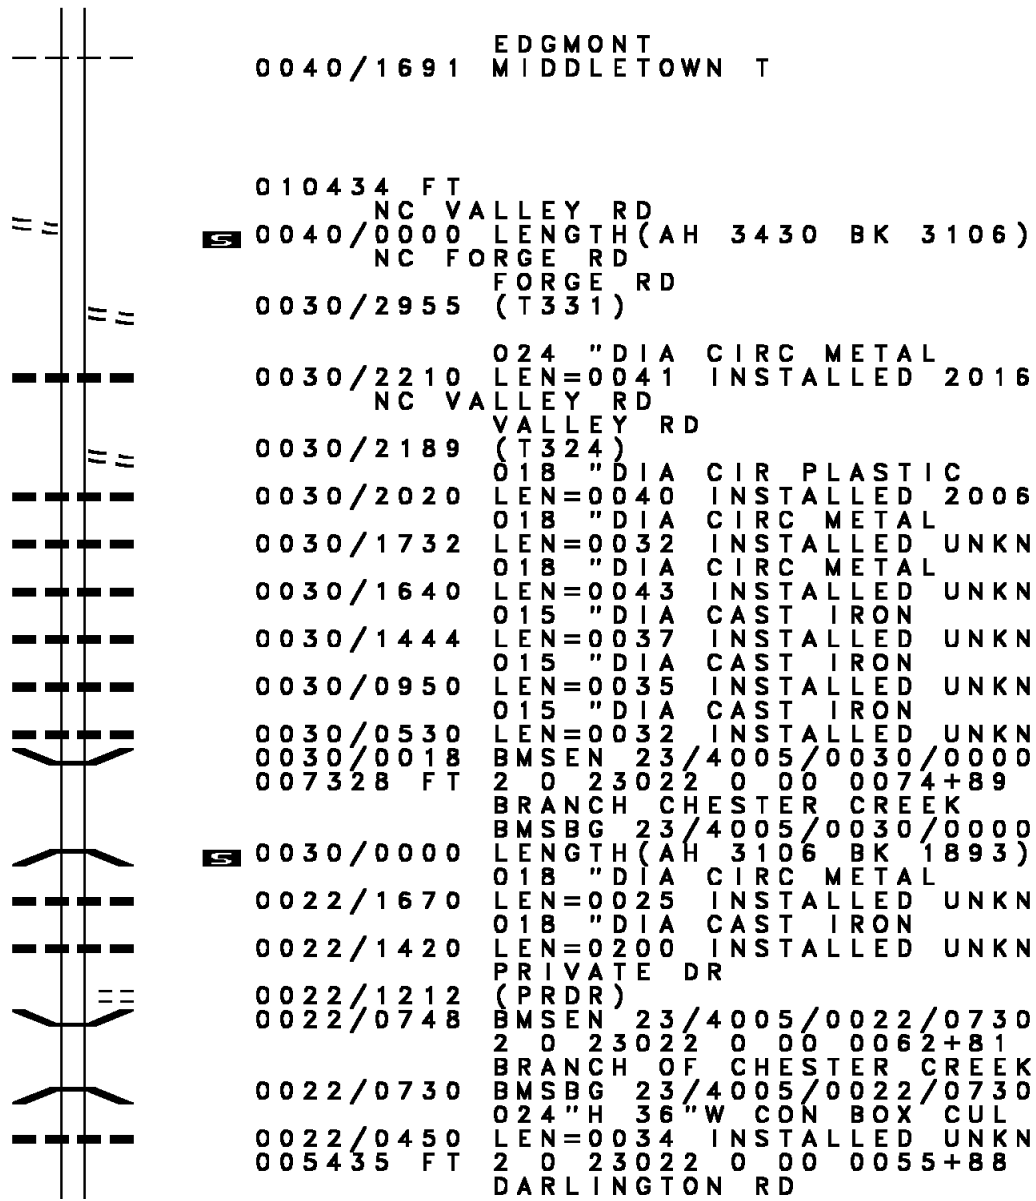 EDGMONT
0040/1691 MIDDLETOWN T
010434 FT
NC VALLEY RD
S 0040/0000 LENGTH(AH 3430 BK 3106)
NC FORGE RD
FORGE RD
0030/2955 (T331)
024 "DIA CIRC METAL
0030/2210 LEN=0041 INSTALLED 2016
NC VALLEY RD
VALLEY RD
0030/2189 (T324)
018 "DIA CIR PLASTIC
0030/2020 LEN=0040 INSTALLED 2006
018 "DIA CIRC METAL
0030/1732 LEN=0032 INSTALLED UNKN
018 "DIA CIRC METAL
0030/1640 LEN=0043 INSTALLED UNKN
015 "DIA CAST IRON
0030/1444 LEN=0037 INSTALLED UNKN
015 "DIA CAST IRON
0030/0950 LEN=0035 INSTALLED UNKN
015 "DIA CAST IRON
0030/0530 LEN=0032 INSTALLED UNKN
0030/0018 BMSEN 23/4005/0030/0000
007328 FT 2 0 23022 0 00 0074+89
BRANCH CHESTER CREEK
BMSBG 23/4005/0030/0000
S 0030/0000 LENGTH(AH 3106 BK 1893)
018 "DIA CIRC METAL
0022/1670 LEN=0025 INSTALLED UNKN
018 "DIA CAST IRON
0022/1420 LEN=0200 INSTALLED UNKN
PRIVATE DR
0022/1212 (PRDR)
0022/0748 BMSEN 23/4005/0022/0730
2 0 23022 0 00 0062+81
BRANCH OF CHESTER CREEK
0022/0730 BMSBG 23/4005/0022/0730
024"H 36"W CON BOX CUL
0022/0450 LEN=0034 INSTALLED UNKN
005435 FT 2 0 23022 0 00 0055+88
DARLINGTON RD